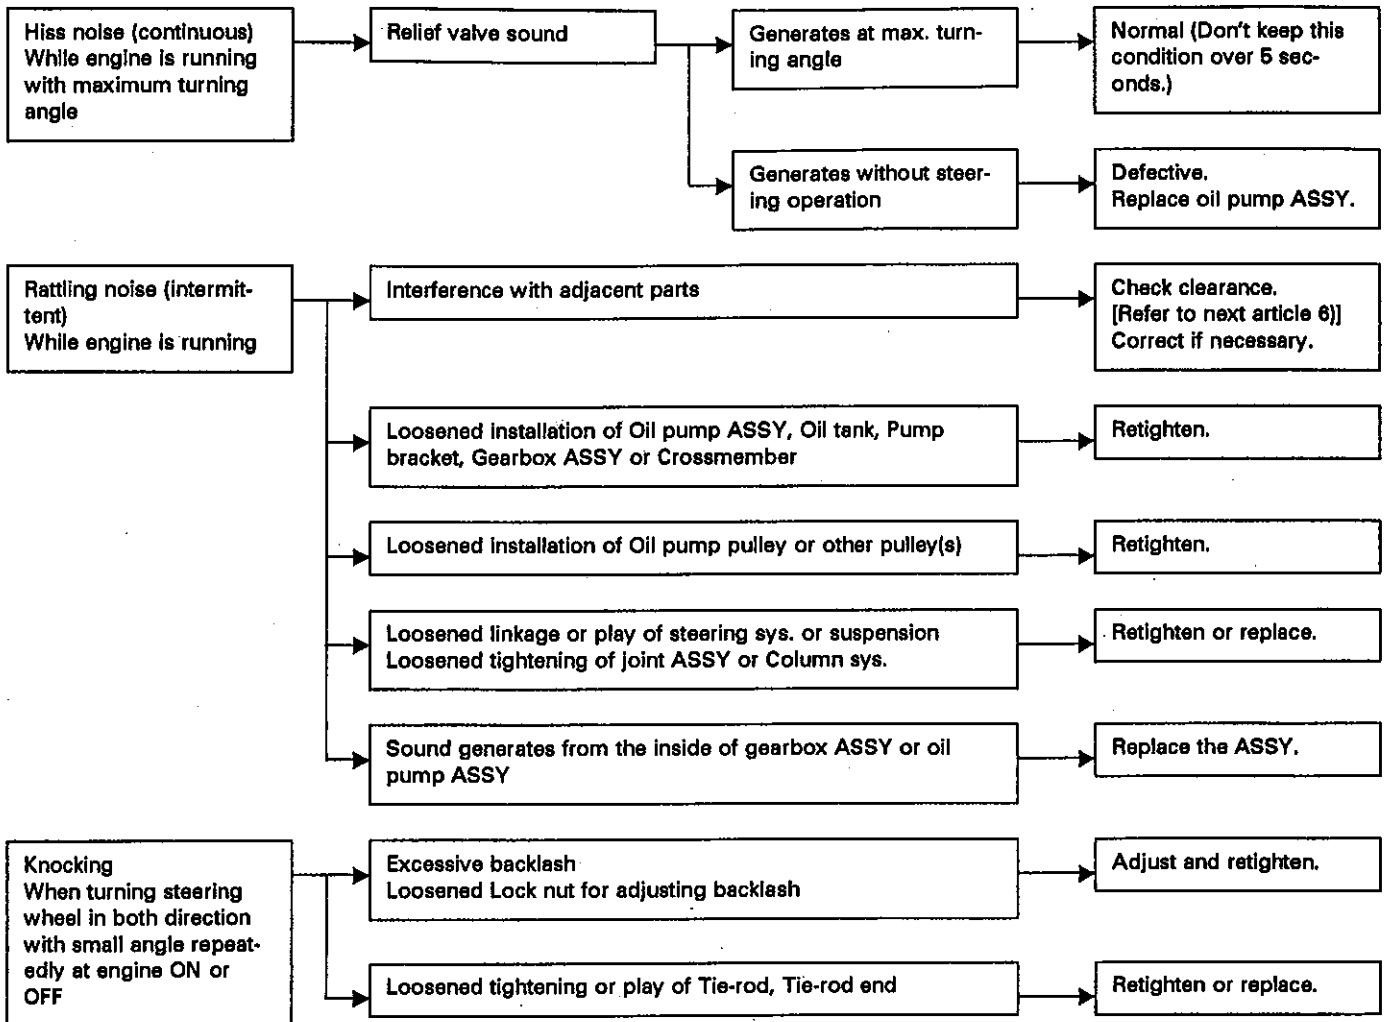 Hiss noise (continuous)
While engine is running
with maximum turning
angle
Relief valve sound
Generates at max. turn-
ing angle
Normal (Don't keep this
condition over 5 sec-
onds.)
Generates without steer-
ing operation
Defective.
Replace oil pump ASSY.
Rattling noise (intermit-
tent)
While engine is running
Interference with adjacent parts
Check clearance.
[Refer to next article 6)]
Correct if necessary.
Loosened installation of Oil pump ASSY, Oil tank, Pump
bracket, Gearbox ASSY or Crossmember
Retighten.
Loosened installation of Oil pump pulley or other pulley(s)
Retighten.
Loosened linkage or play of steering sys. or suspension
Loosened tightening of joint ASSY or Column sys.
Retighten or replace.
Sound generates from the inside of gearbox ASSY or oil
pump ASSY
Replace the ASSY.
Knocking
When turning steering
wheel in both direction
with small angle repeat-
edly at engine ON or
OFF
Excessive backlash
Loosened Lock nut for adjusting backlash
Adjust and retighten.
Loosened tightening or play of Tie-rod, Tie-rod end
Retighten or replace.